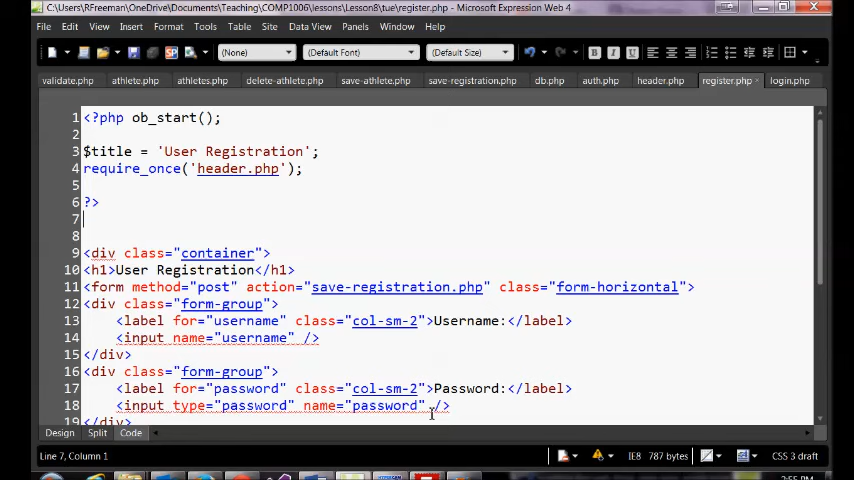 C:\Users\RFreeman\OneDrive\Documents\Teaching\COMP1006\lessons\Lesson8\tue\register.php - Microsoft Expression Web 4
File Edit View Insert Format Tools Table Site Data View Panels Window Help
(None) (Default Font) (Default Size) B I U
validate.php athlete.php athletes.php delete-athlete.php save-athlete.php save-registration.php db.php auth.php header.php register.php × login.php
1 <?php ob_start();
2
3 $title = 'User Registration';
4 require_once('header.php');
5
6 ?>
7
8
9 <div class="container">
10 <h1>User Registration</h1>
11 <form method="post" action="save-registration.php" class="form-horizontal">
12 <div class="form-group">
13 <label for="username" class="col-sm-2">Username:</label>
14 <input name="username" />
15 </div>
16 <div class="form-group">
17 <label for="password" class="col-sm-2">Password:</label>
18 <input type="password" name="password" />
19 </div>
Design Split Code
Line 7, Column 1 IE8 787 bytes CSS 3 draft
2:55 PM